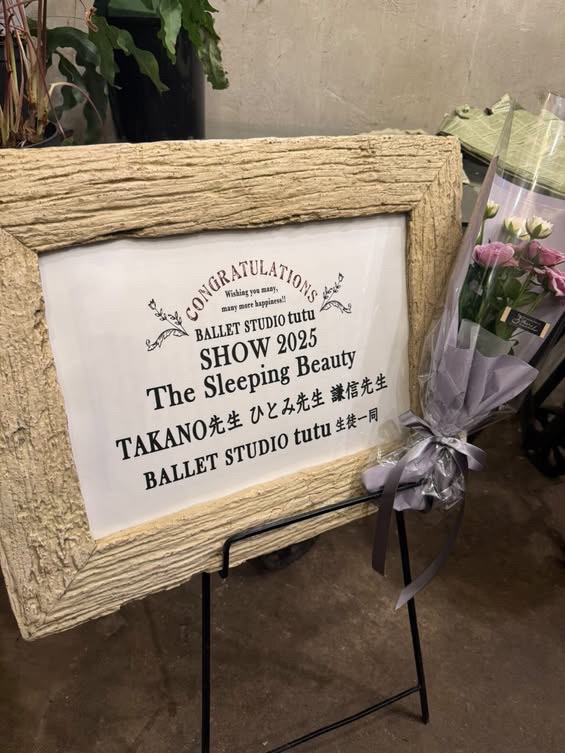 CONGRATULATIONS
Wishing you many,
many more happiness!!
BALLET STUDIO tutu
SHOW 2025
The Sleeping Beauty
TAKANO先生 ひとみ先生 謙信先生
BALLET STUDIO tutu 生徒一同